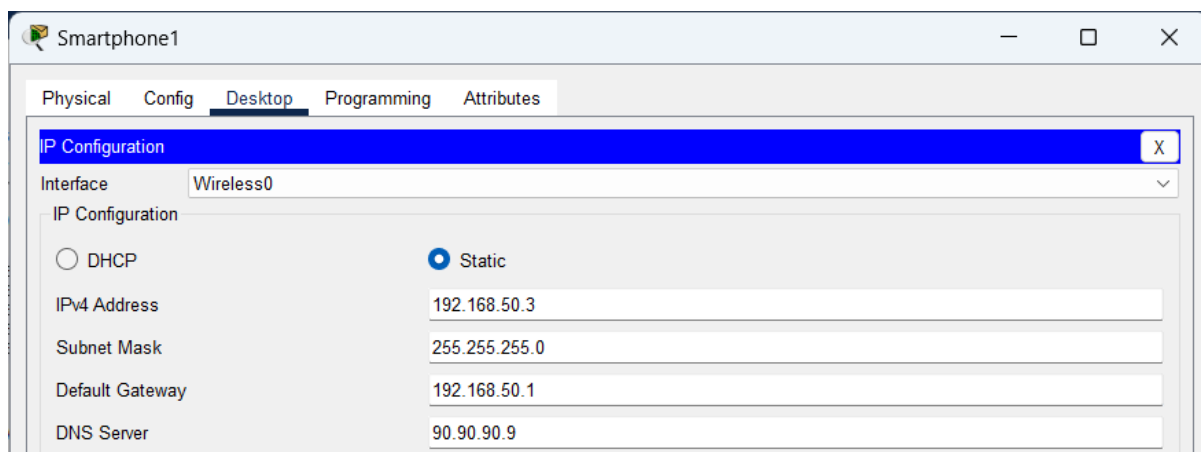 Smartphone1
Physical Config Desktop Programming Attributes
IP Configuration X
Interface Wireless0
IP Configuration
DHCP Static
IPv4 Address 192.168.50.3
Subnet Mask 255.255.255.0
Default Gateway 192.168.50.1
DNS Server 90.90.90.9